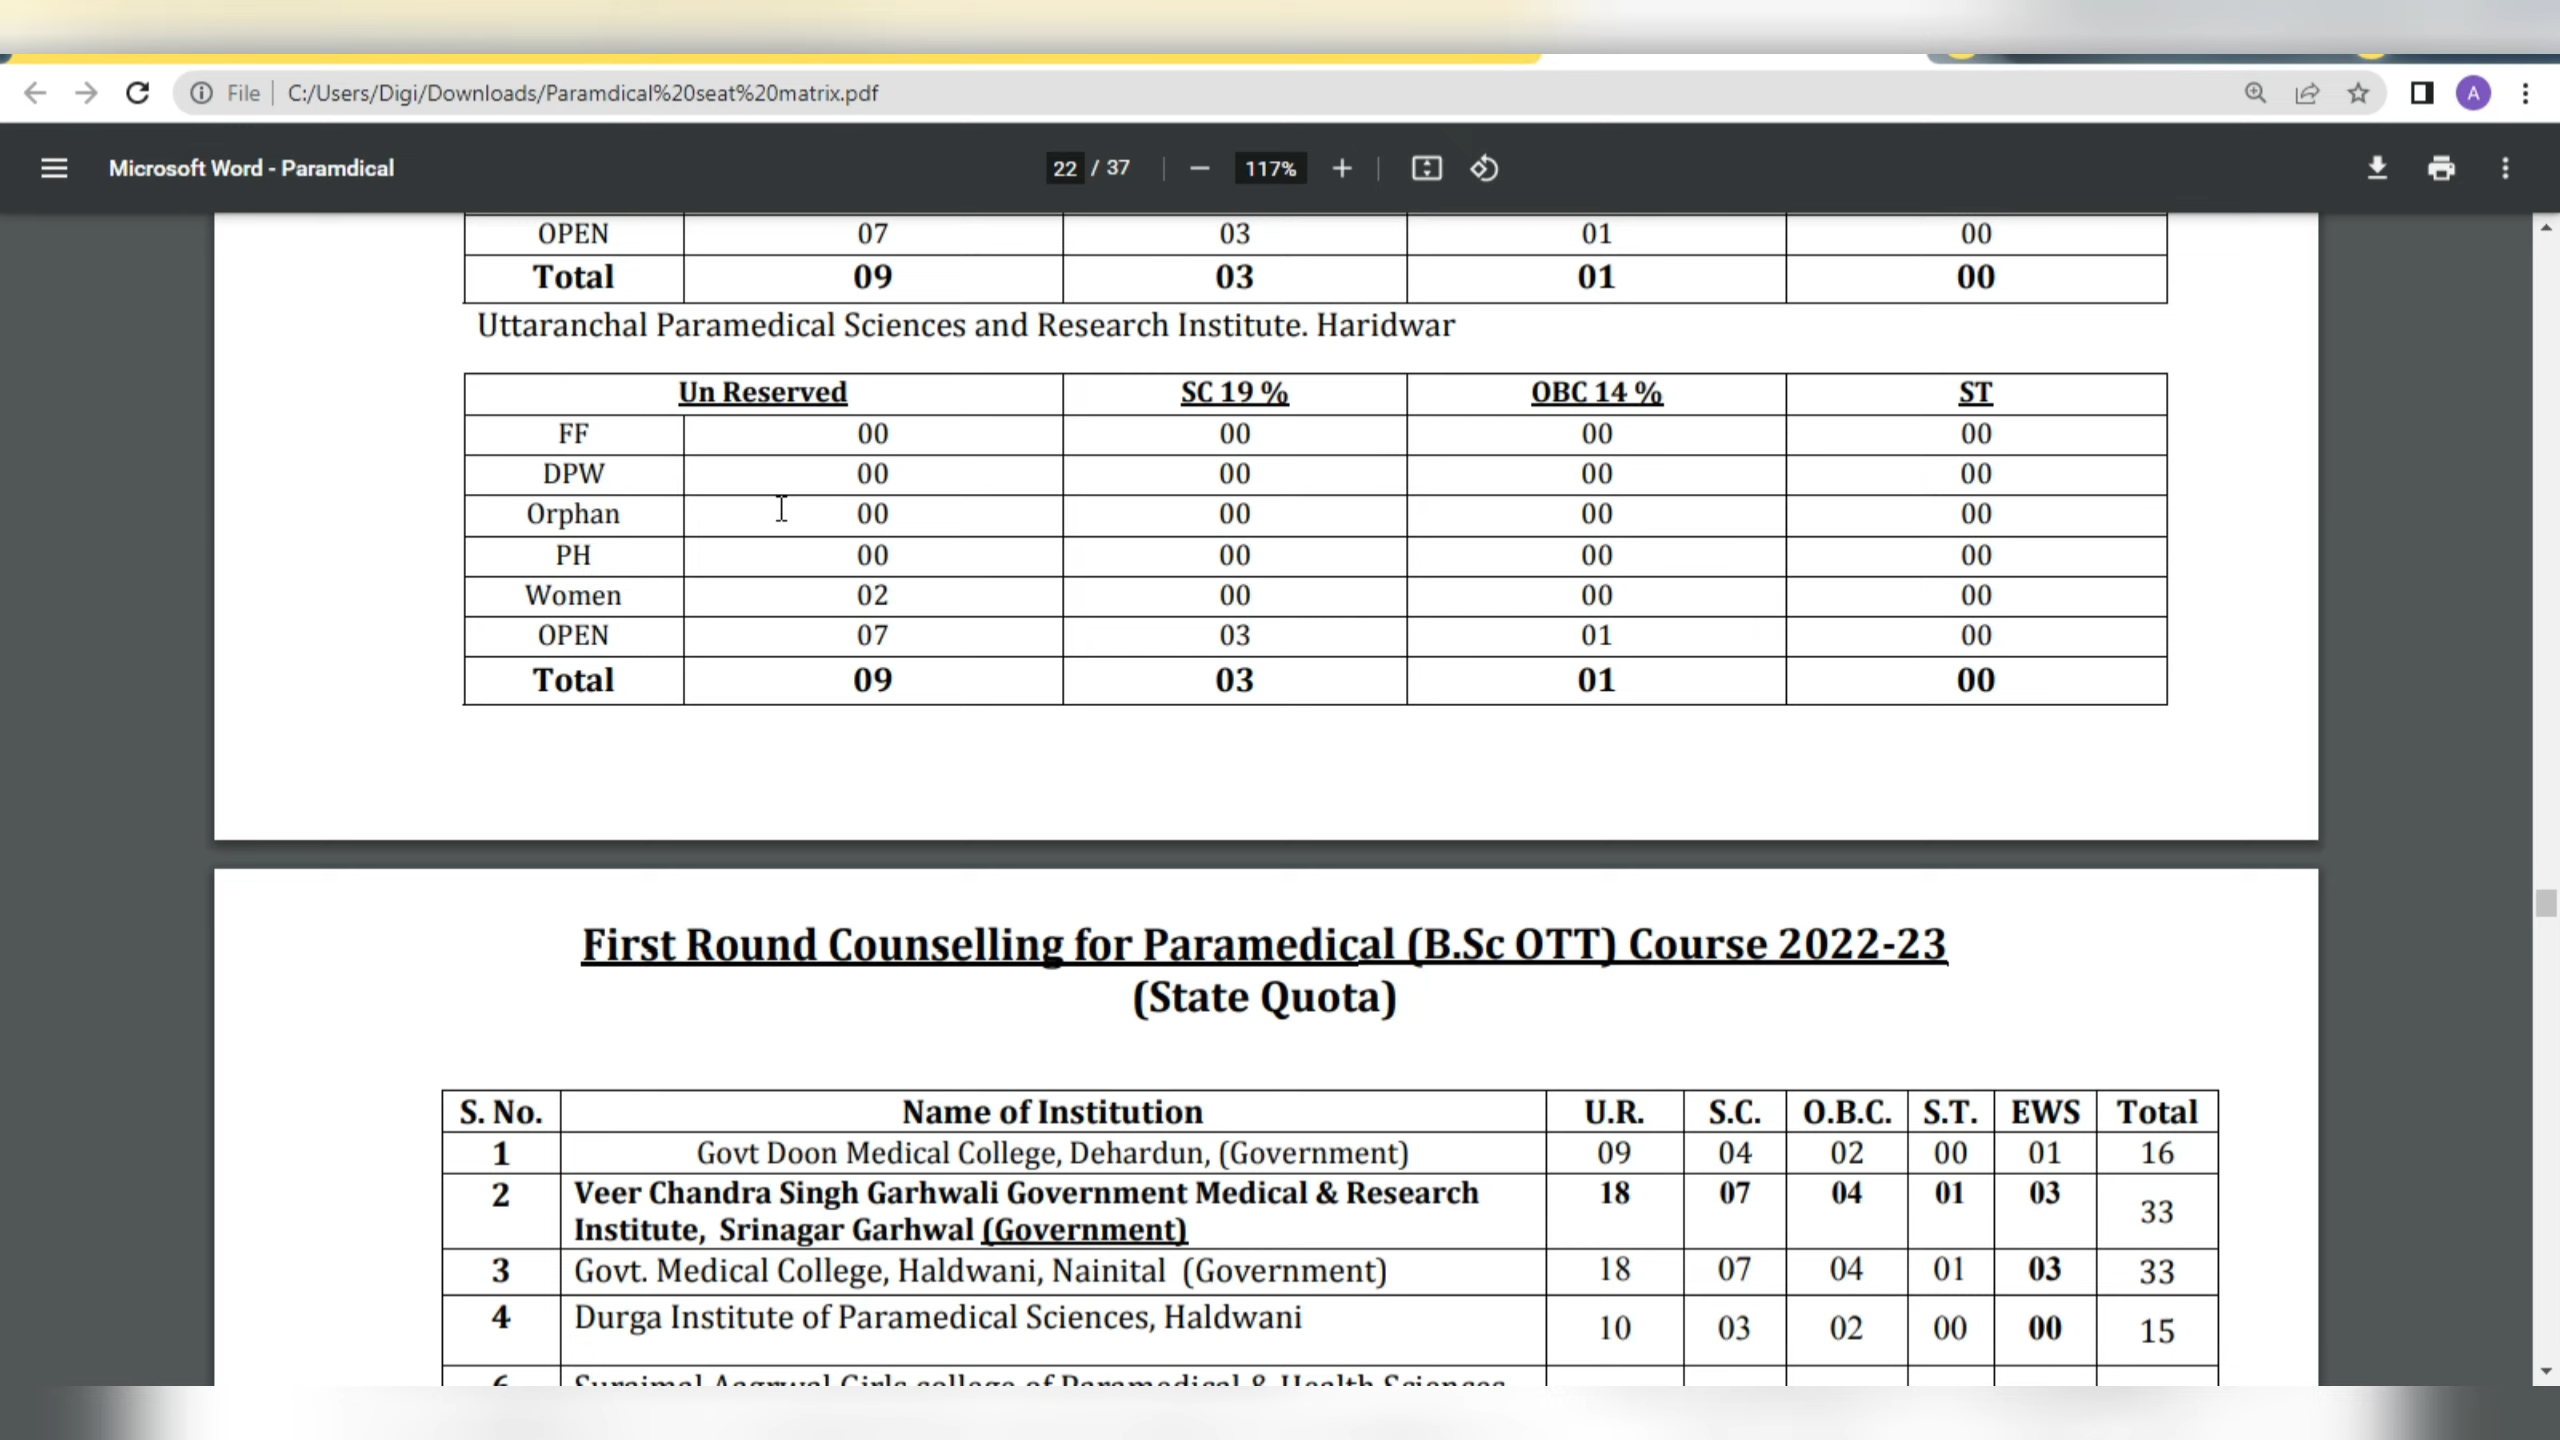 File C:/Users/Digi/Downloads/Paramdical%20seat%20matrix.pdf
A
Microsoft Word - Paramdical
22 / 37
117%
OPEN 07 03 01 00
Total 09 03 01 00
Uttaranchal Paramedical Sciences and Research Institute. Haridwar
Un Reserved SC 19 % OBC 14 % ST
FF 00 00 00 00
DPW 00 00 00 00
Orphan 00 00 00 00
PH 00 00 00 00
Women 02 00 00 00
OPEN 07 03 01 00
Total 09 03 01 00
First Round Counselling for Paramedical (B.Sc OTT) Course 2022-23
(State Quota)
S. No. Name of Institution U.R. S.C. O.B.C. S.T. EWS Total
1 Govt Doon Medical College, Dehardun, (Government) 09 04 02 00 01 16
2 Veer Chandra Singh Garhwali Government Medical & Research
Institute, Srinagar Garhwal (Government) 18 07 04 01 03 33
3 Govt. Medical College, Haldwani, Nainital (Government) 18 07 04 01 03 33
4 Durga Institute of Paramedical Sciences, Haldwani 10 03 02 00 00 15